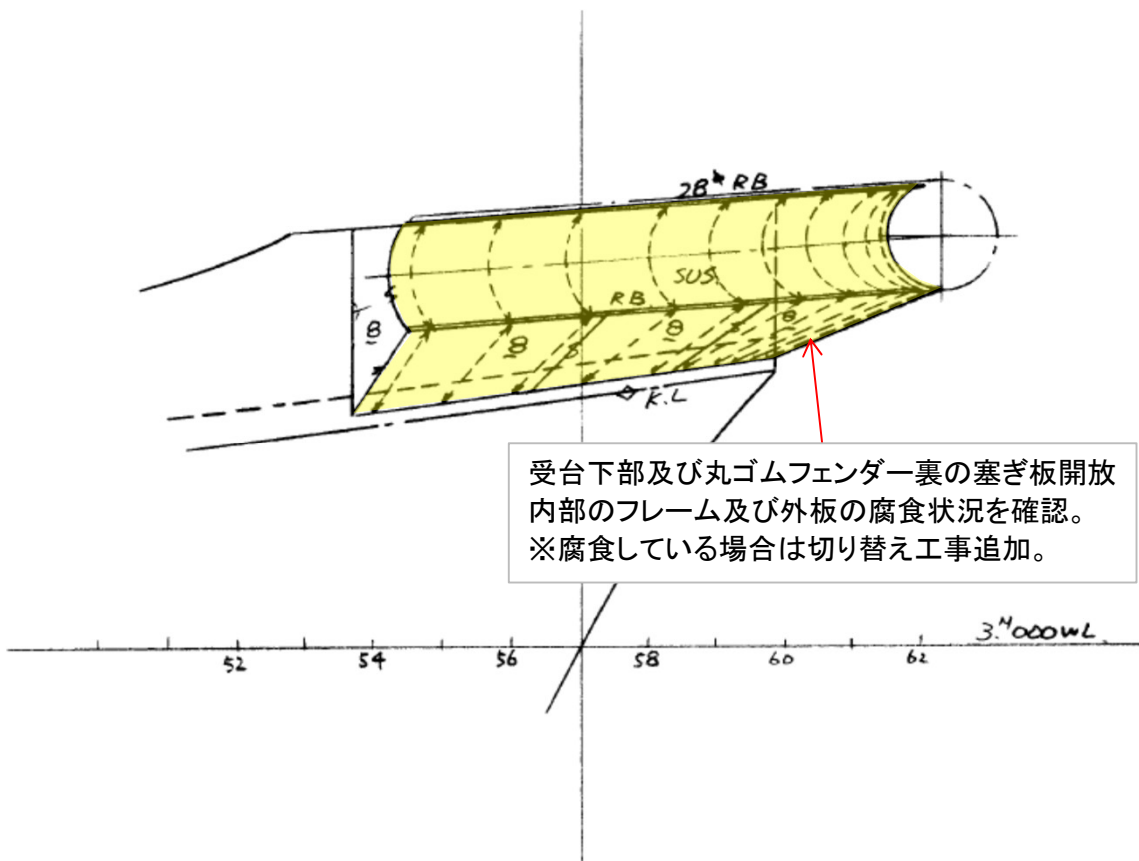 28φ RB
SUS
RB
8
8
8
8
K.L
受台下部及び丸ゴムフェンダー裏の塞ぎ板開放
内部のフレーム及び外板の腐食状況を確認。
※腐食している場合は切り替え工事追加。
3.M000WL
52 54 56 58 60 62